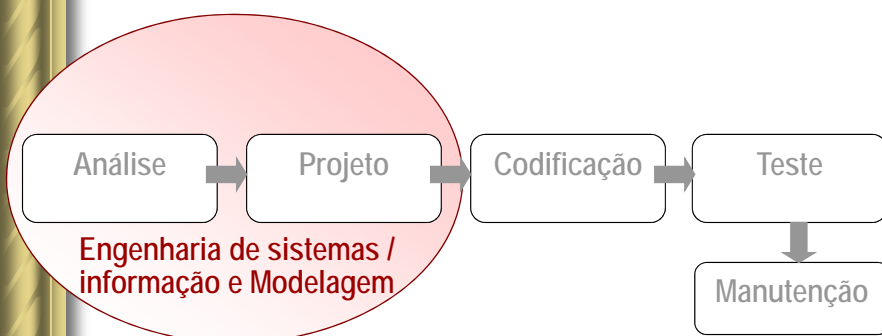 Análise
Projeto
Codificação
Teste
Engenharia de sistemas /
informação e Modelagem
Manutenção